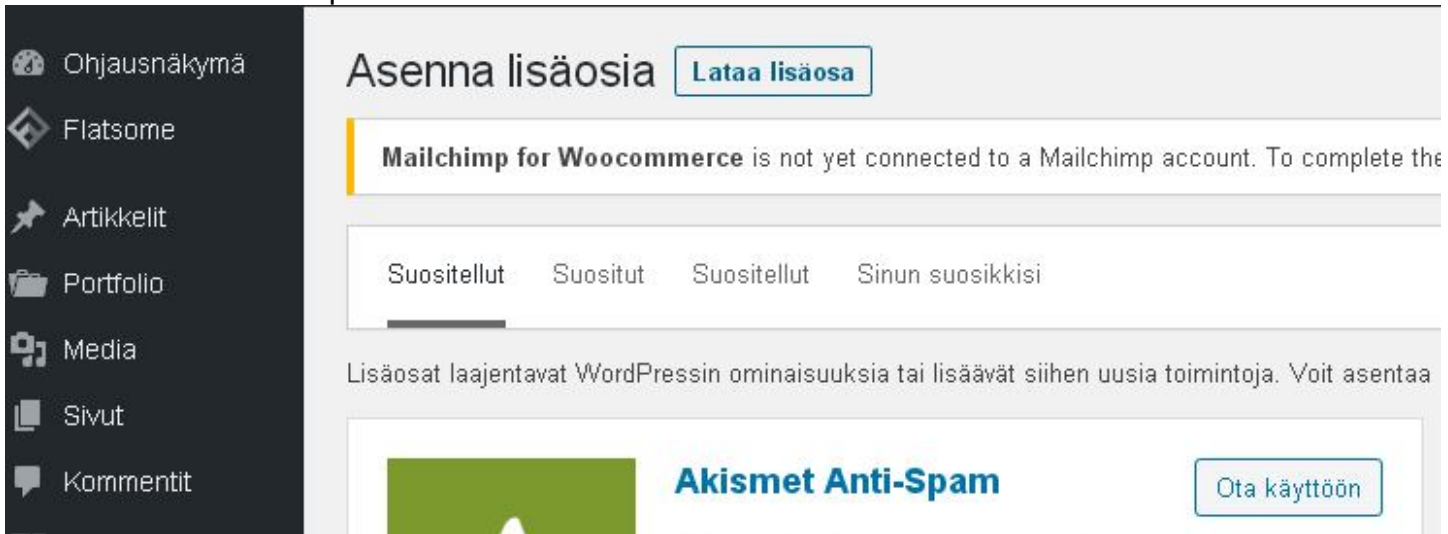 Ohjausnäkymä
Flatsome
Artikkelit
Portfolio
Media
Sivut
Kommentit
Asenna lisäosia Lataa lisäosa
Mailchimp for Woocommerce is not yet connected to a Mailchimp account. To complete the
Suositellut Suositut Suositellut Sinun suosikkisi
Lisäosat laajentavat WordPressin ominaisuuksia tai lisäävät siihen uusia toimintoja. Voit asentaa
Akismet Anti-Spam
Ota käyttöön